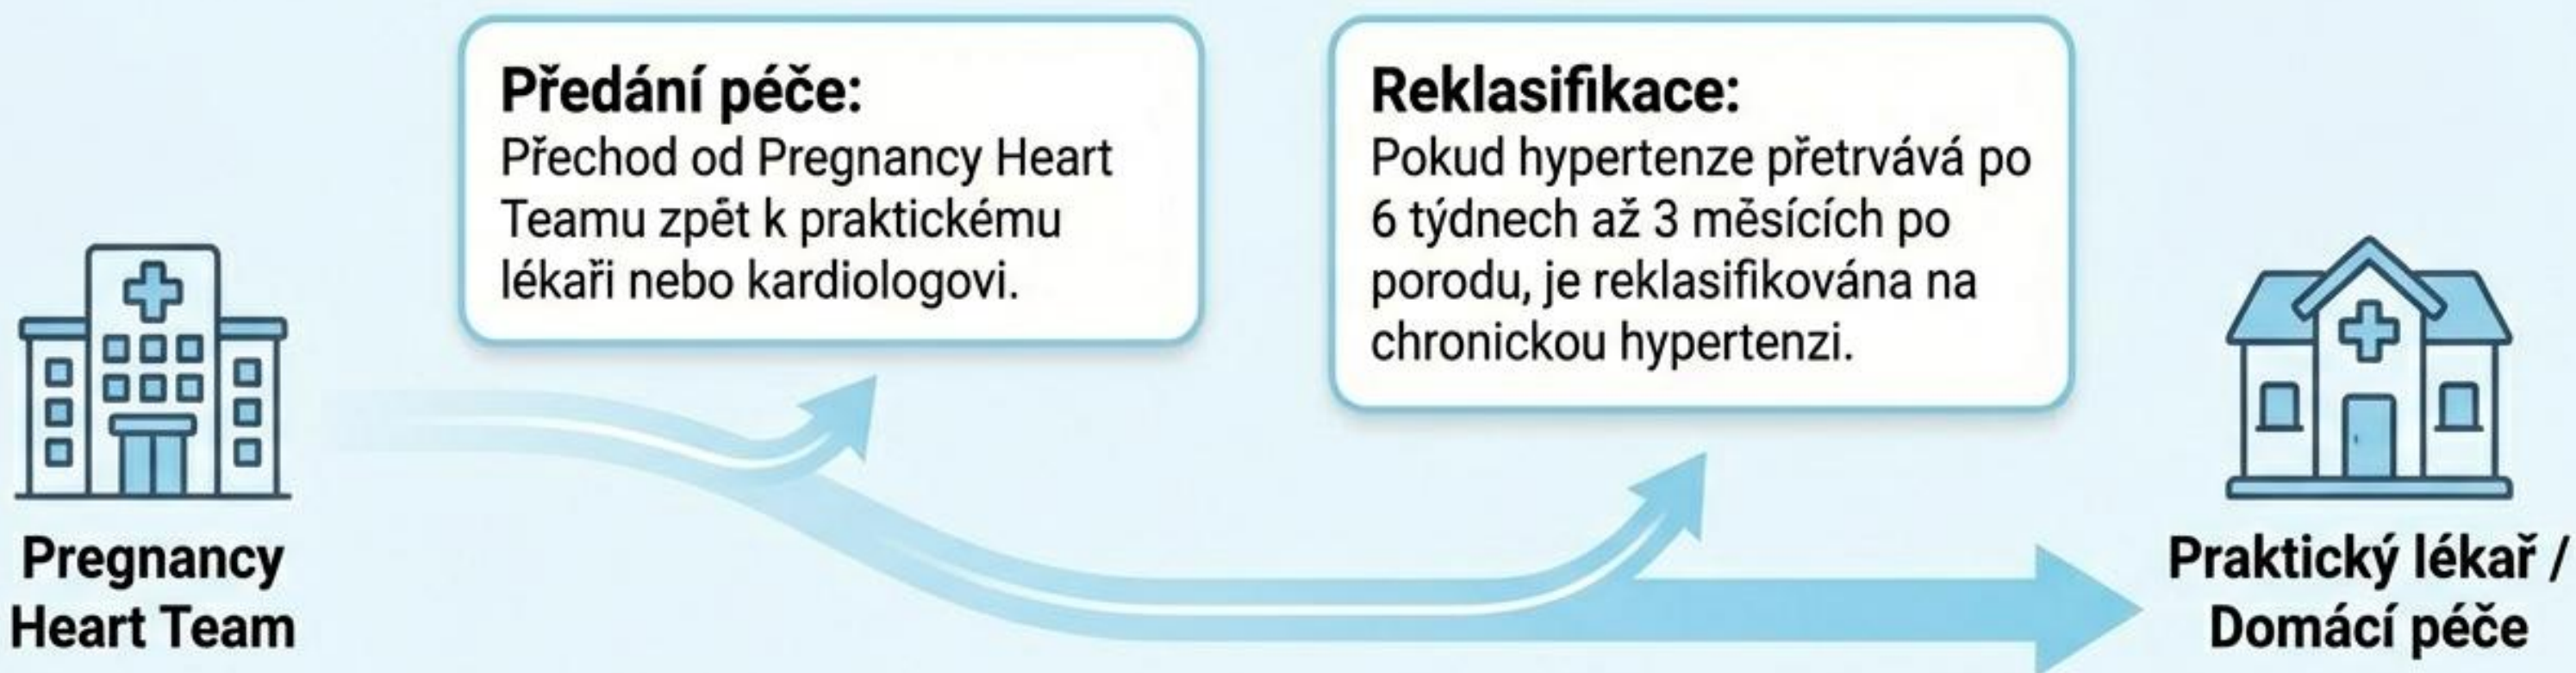 Předání péče:
Přechod od Pregnancy Heart
Teamu zpět k praktickému
lékaři nebo kardiologovi.
Reklasifikace:
Pokud hypertenze přetrvává po
6 týdnech až 3 měsících po
porodu, je reklasifikována na
chronickou hypertenzi.
Pregnancy
Heart Team
Praktický lékař /
Domácí péče